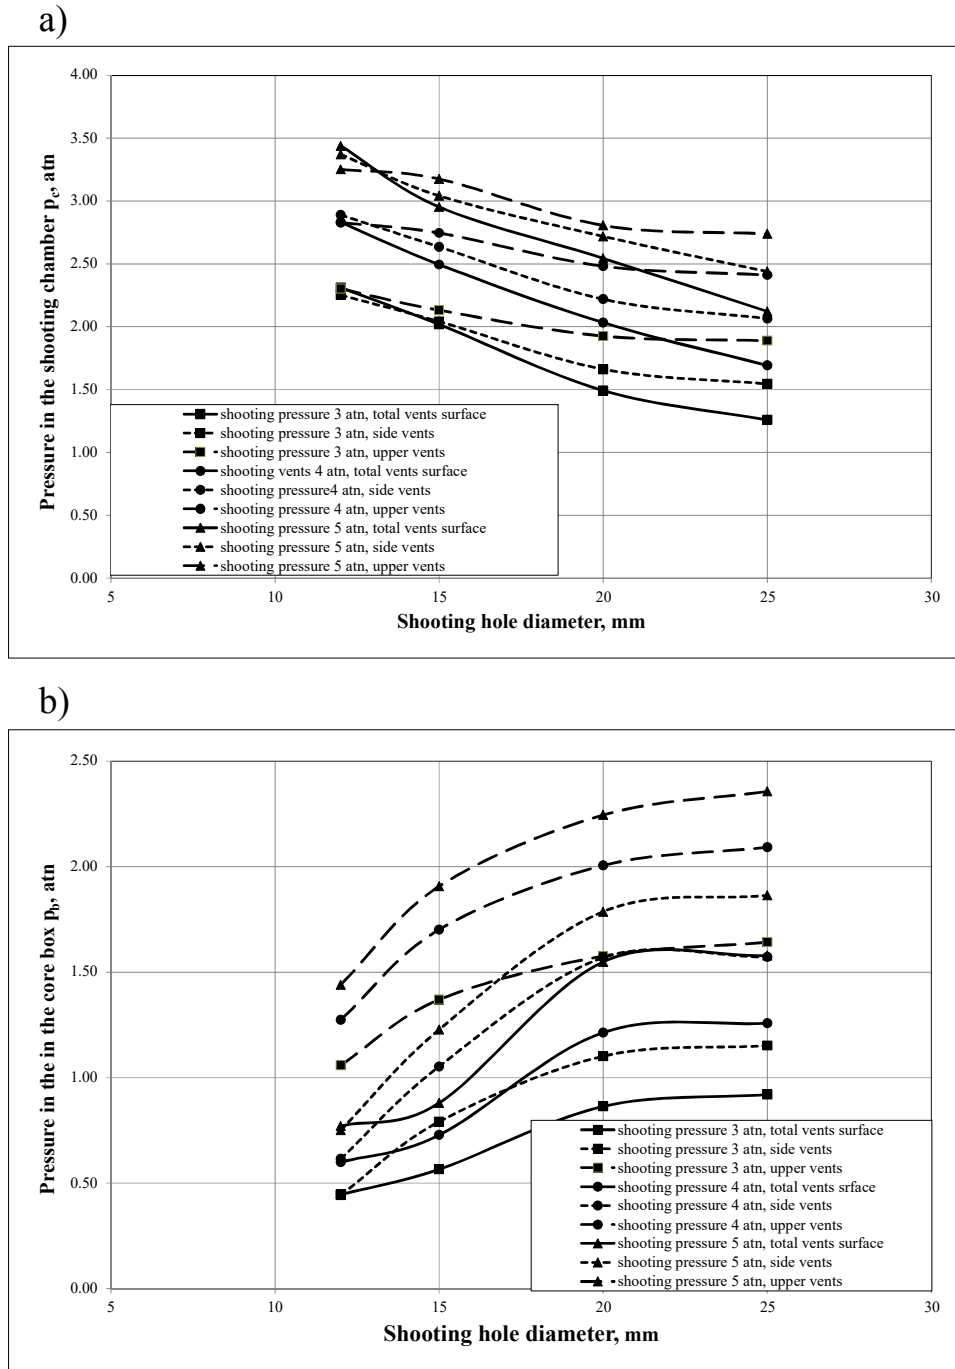 a)
4.00
3.50
3.00
2.50
2.00
1.50
1.00
0.50
0.00
Pressure in the shooting chamber p_c, atn
shooting pressure 3 atn, total vents surface
shooting pressure 3 atn, side vents
shooting pressure 3 atn, upper vents
shooting vents 4 atn, total vents surface
shooting pressure4 atn, side vents
shooting pressure 4 atn, upper vents
shooting pressure 5 atn, total vents surface
shooting pressure 5 atn, side vents
shooting pressure 5 atn, upper vents
5 10 15 20 25 30
Shooting hole diameter, mm
b)
2.50
2.00
1.50
1.00
0.50
0.00
Pressure in the in the core box p_b, atn
shooting pressure 3 atn, total vents surface
shooting pressure 3 atn, side vents
shooting pressure 3 atn, upper vents
shooting pressure 4 atn, total vents srface
shooting pressure 4 atn, side vents
shooting pressure 4 atn, upper vents
shooting pressure 5 atn, total vents surface
shooting pressure 5 atn, side vents
shooting pressure 5 atn, upper vents
5 10 15 20 25 30
Shooting hole diameter, mm